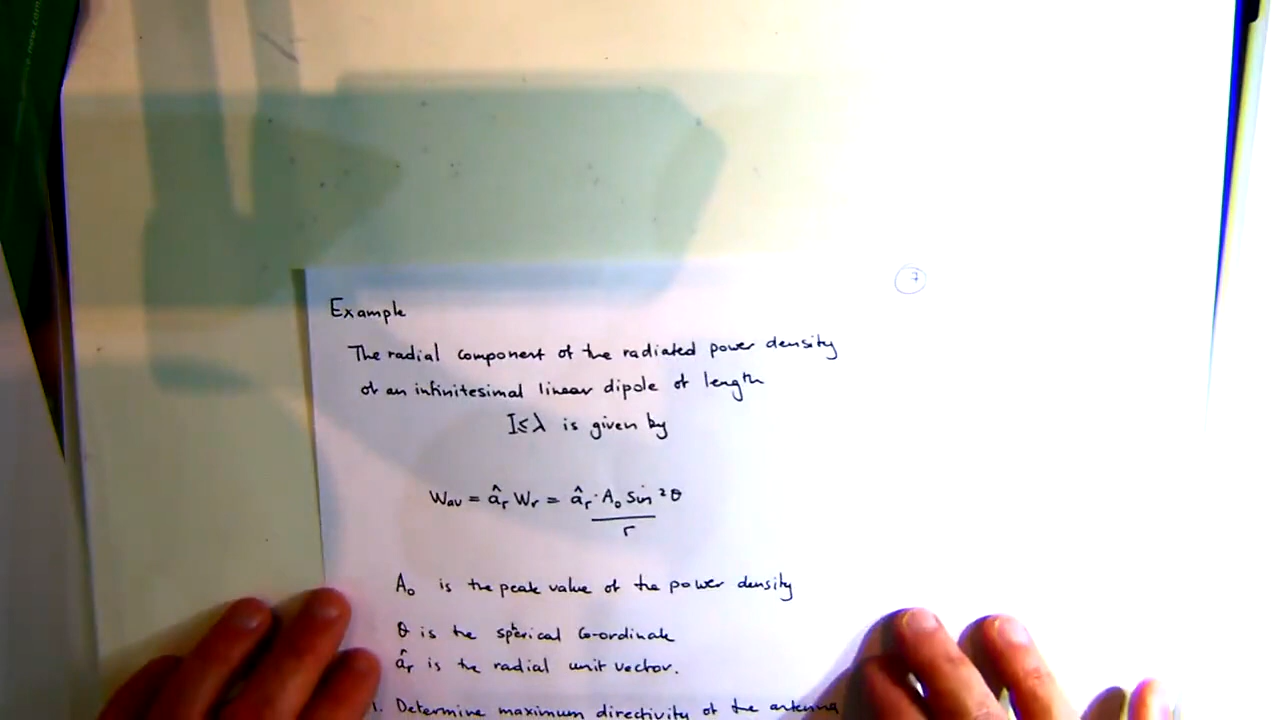 7
Example
The radial component of the radiated power density
of an infinitesimal linear dipole of length
I≤λ is given by
Wav = âr Wr = âr · A₀ Sin²θ / r
A₀ is the peak value of the power density
θ is the spherical Co-ordinate
âr is the radial unit vector.
1. Determine maximum directivity of the antenna